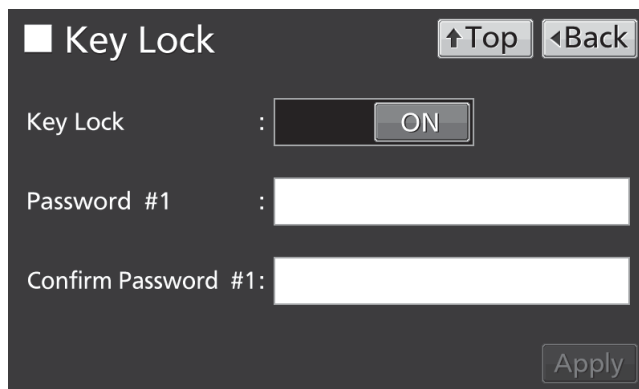 Key Lock
↑Top
◂Back
Key Lock :
ON
Password #1 :
Confirm Password #1:
Apply